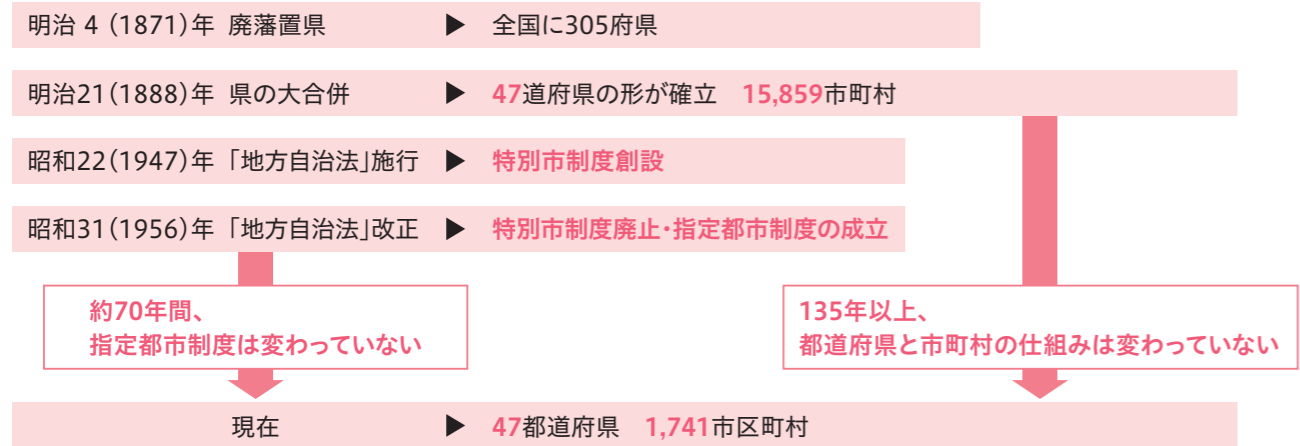 明治 4 (1871)年 廃藩置県 ▶ 全国に305府県
明治21(1888)年 県の大合併 ▶ 47道府県の形が確立 15,859市町村
昭和22(1947)年 「地方自治法」施行 ▶ 特別市制度創設
昭和31(1956)年 「地方自治法」改正 ▶ 特別市制度廃止・指定都市制度の成立
約70年間、
指定都市制度は変わっていない
135年以上、
都道府県と市町村の仕組みは変わっていない
現在 ▶ 47都道府県 1,741市区町村